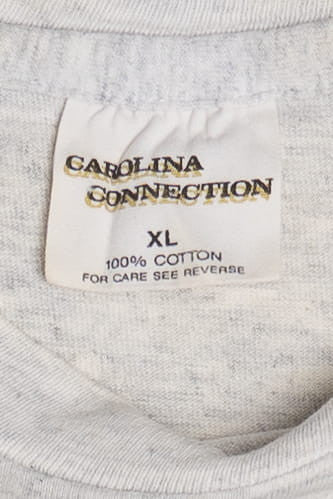 CAROLINA
CONNECTION
XL
100% COTTON
FOR CARE SEE REVERSE